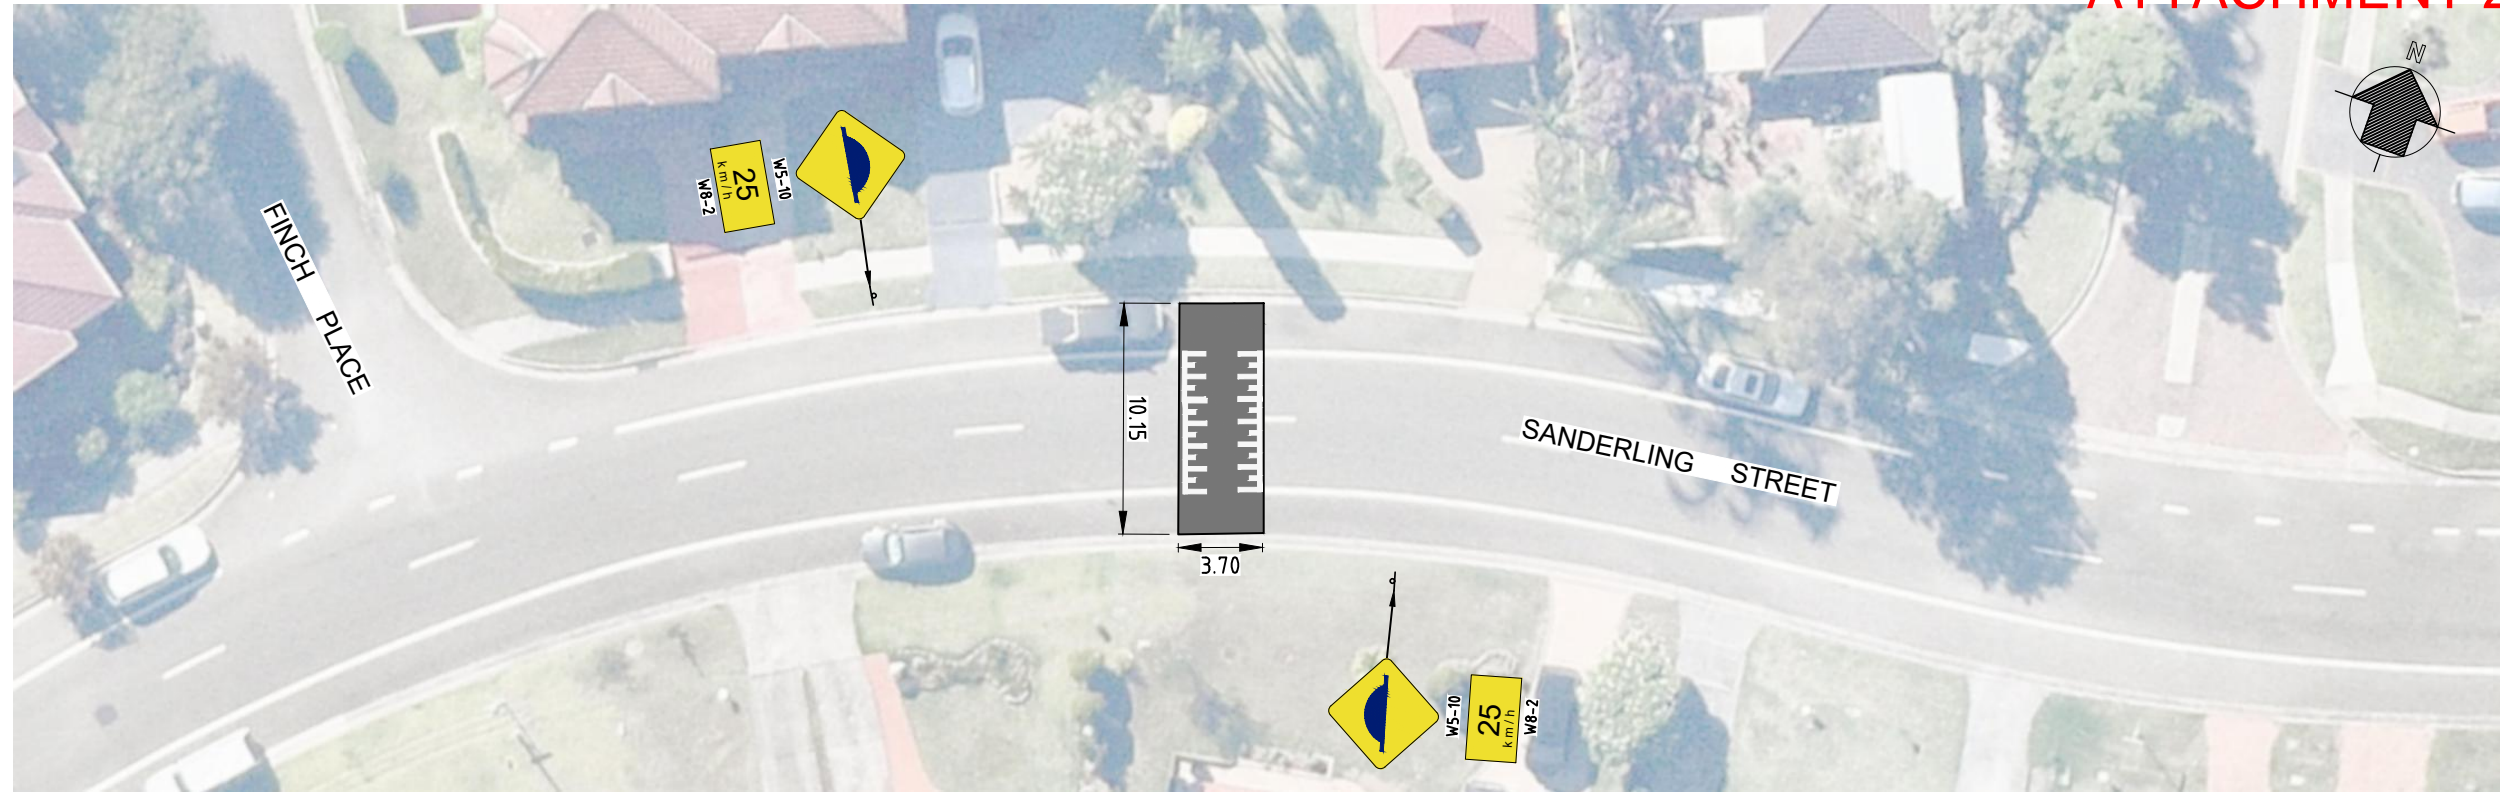 ATTACHMENT 2
N
W5-10
25
km/h
W8-2
FINCH PLACE
10.15
SANDERLING STREET
3.70
W5-10
25
km/h
W8-2